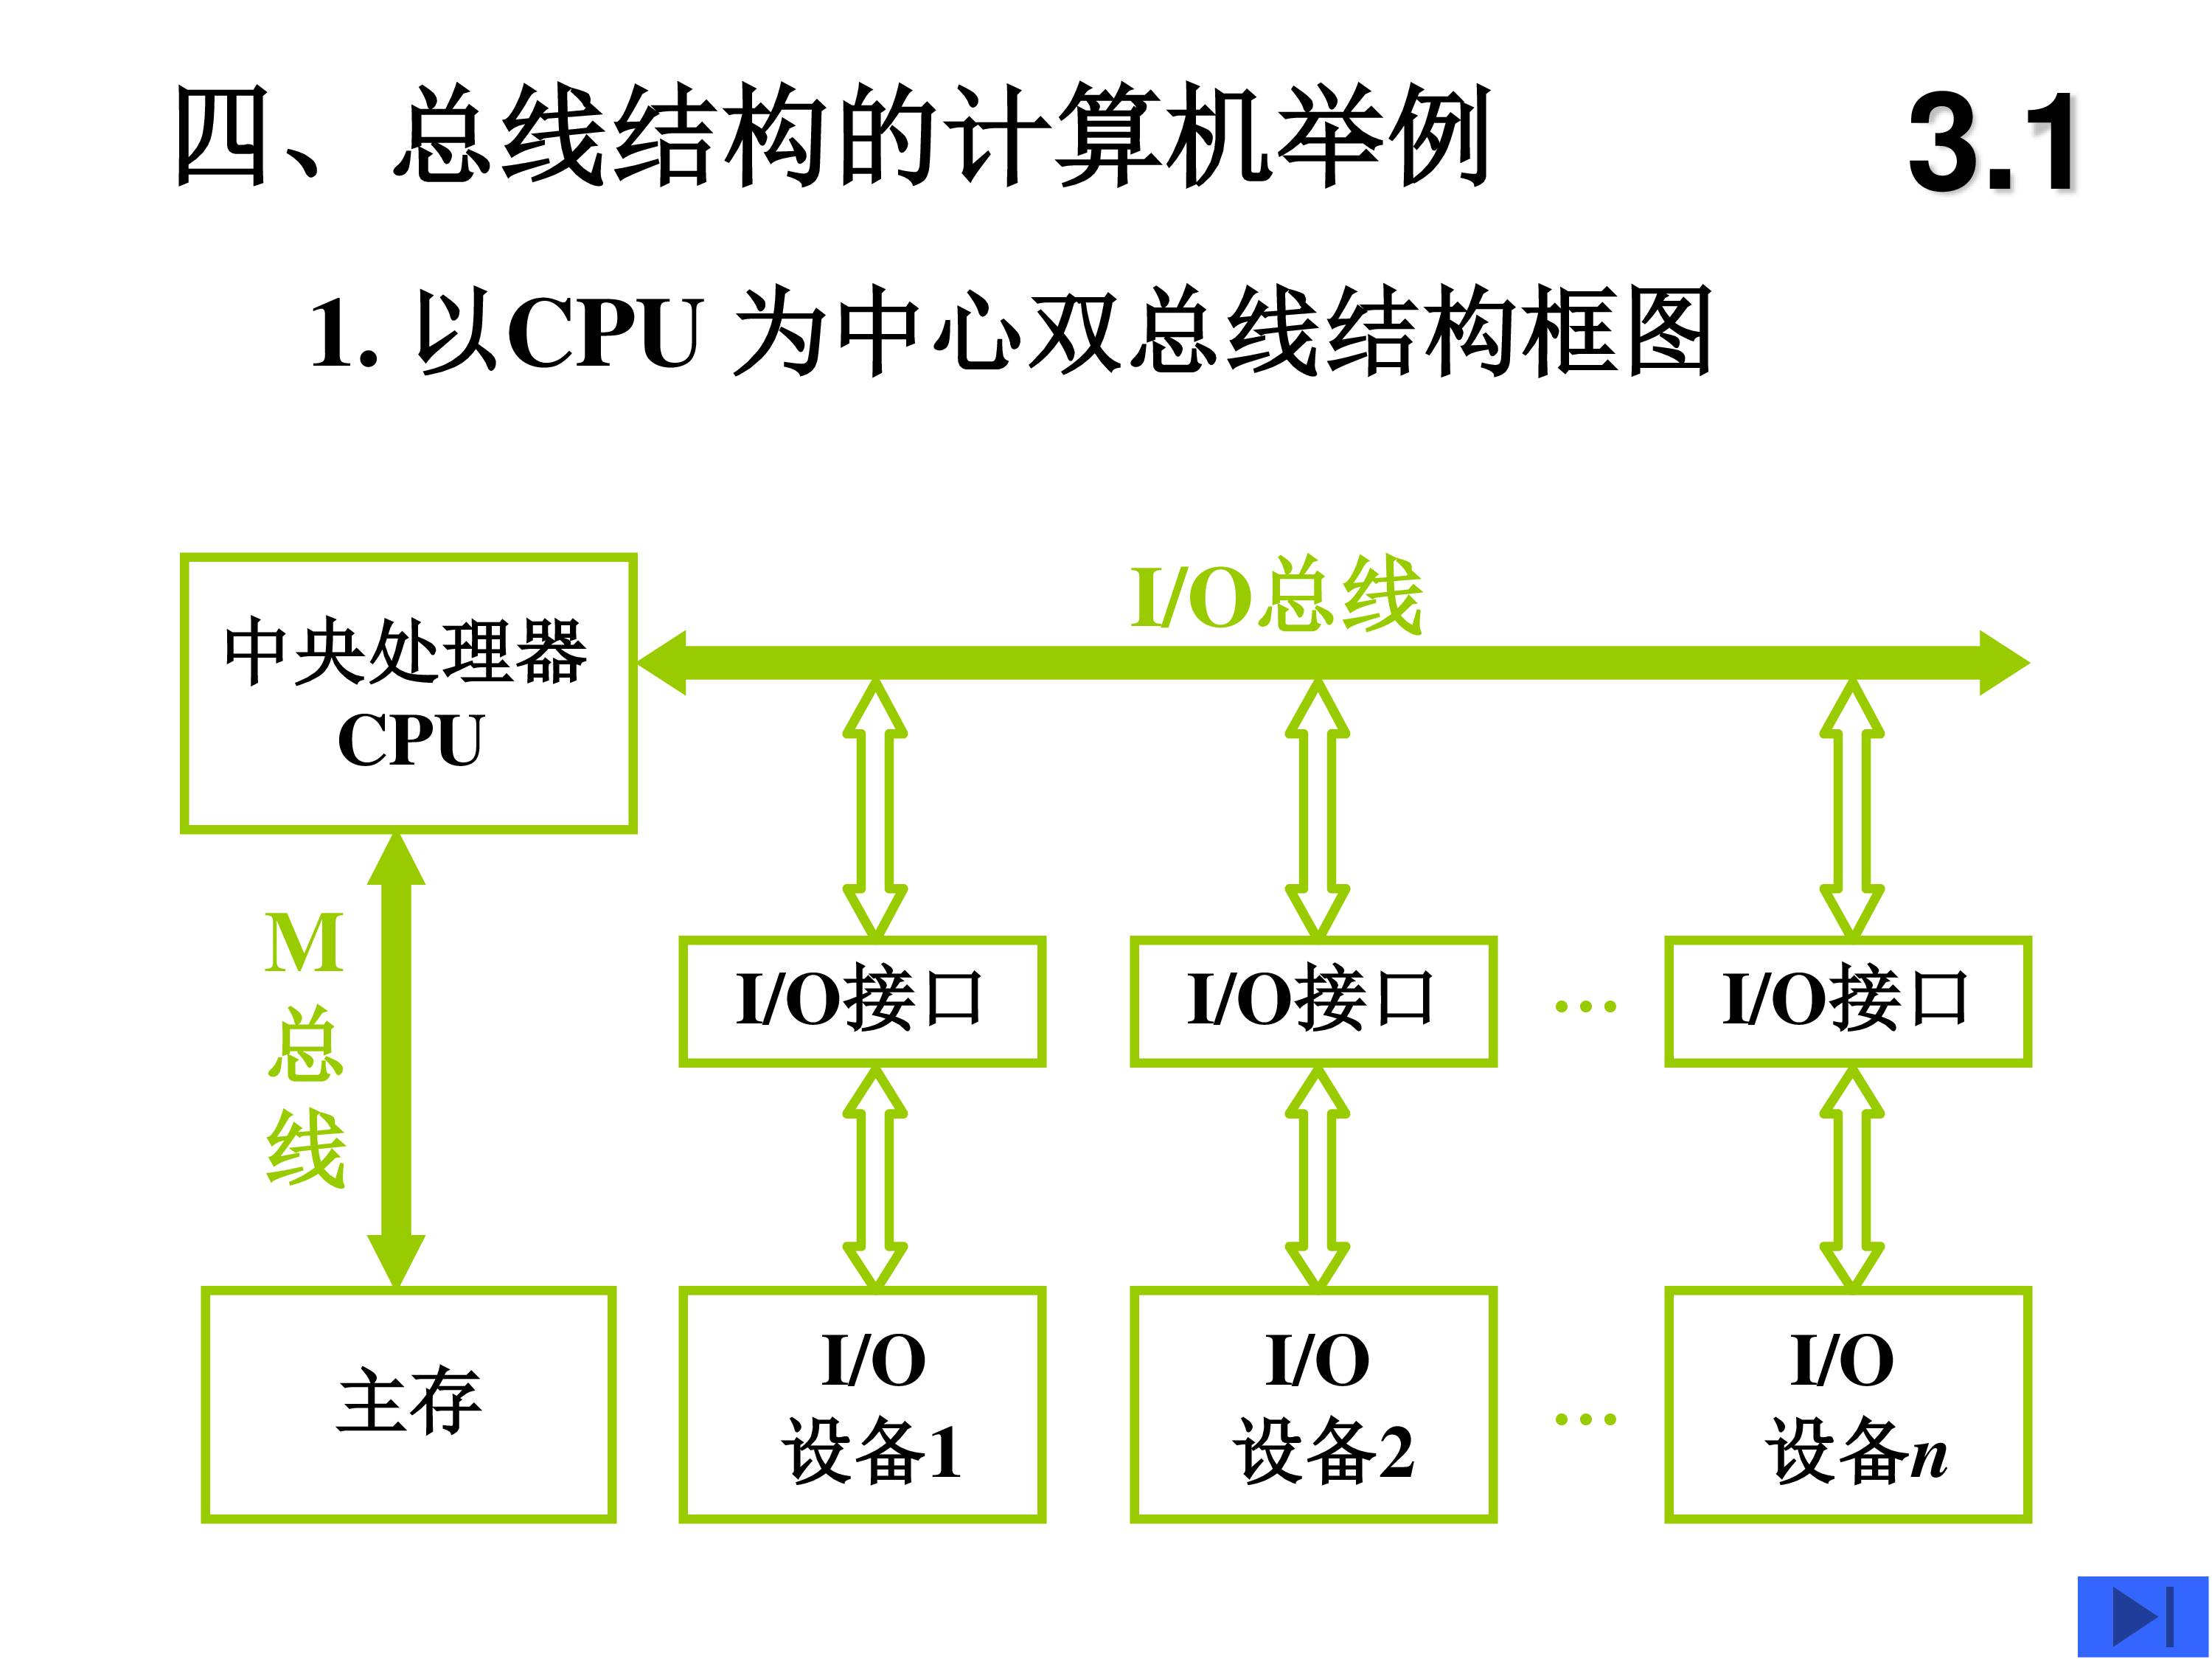 四、总线结构的计算机举例
3.1
1. 以CPU 为中心双总线结构框图
I/O总线
中央处理器
CPU
M
总
线
I/O接口
I/O接口
…
I/O接口
主存
I/O
设备1
I/O
设备2
…
I/O
设备n